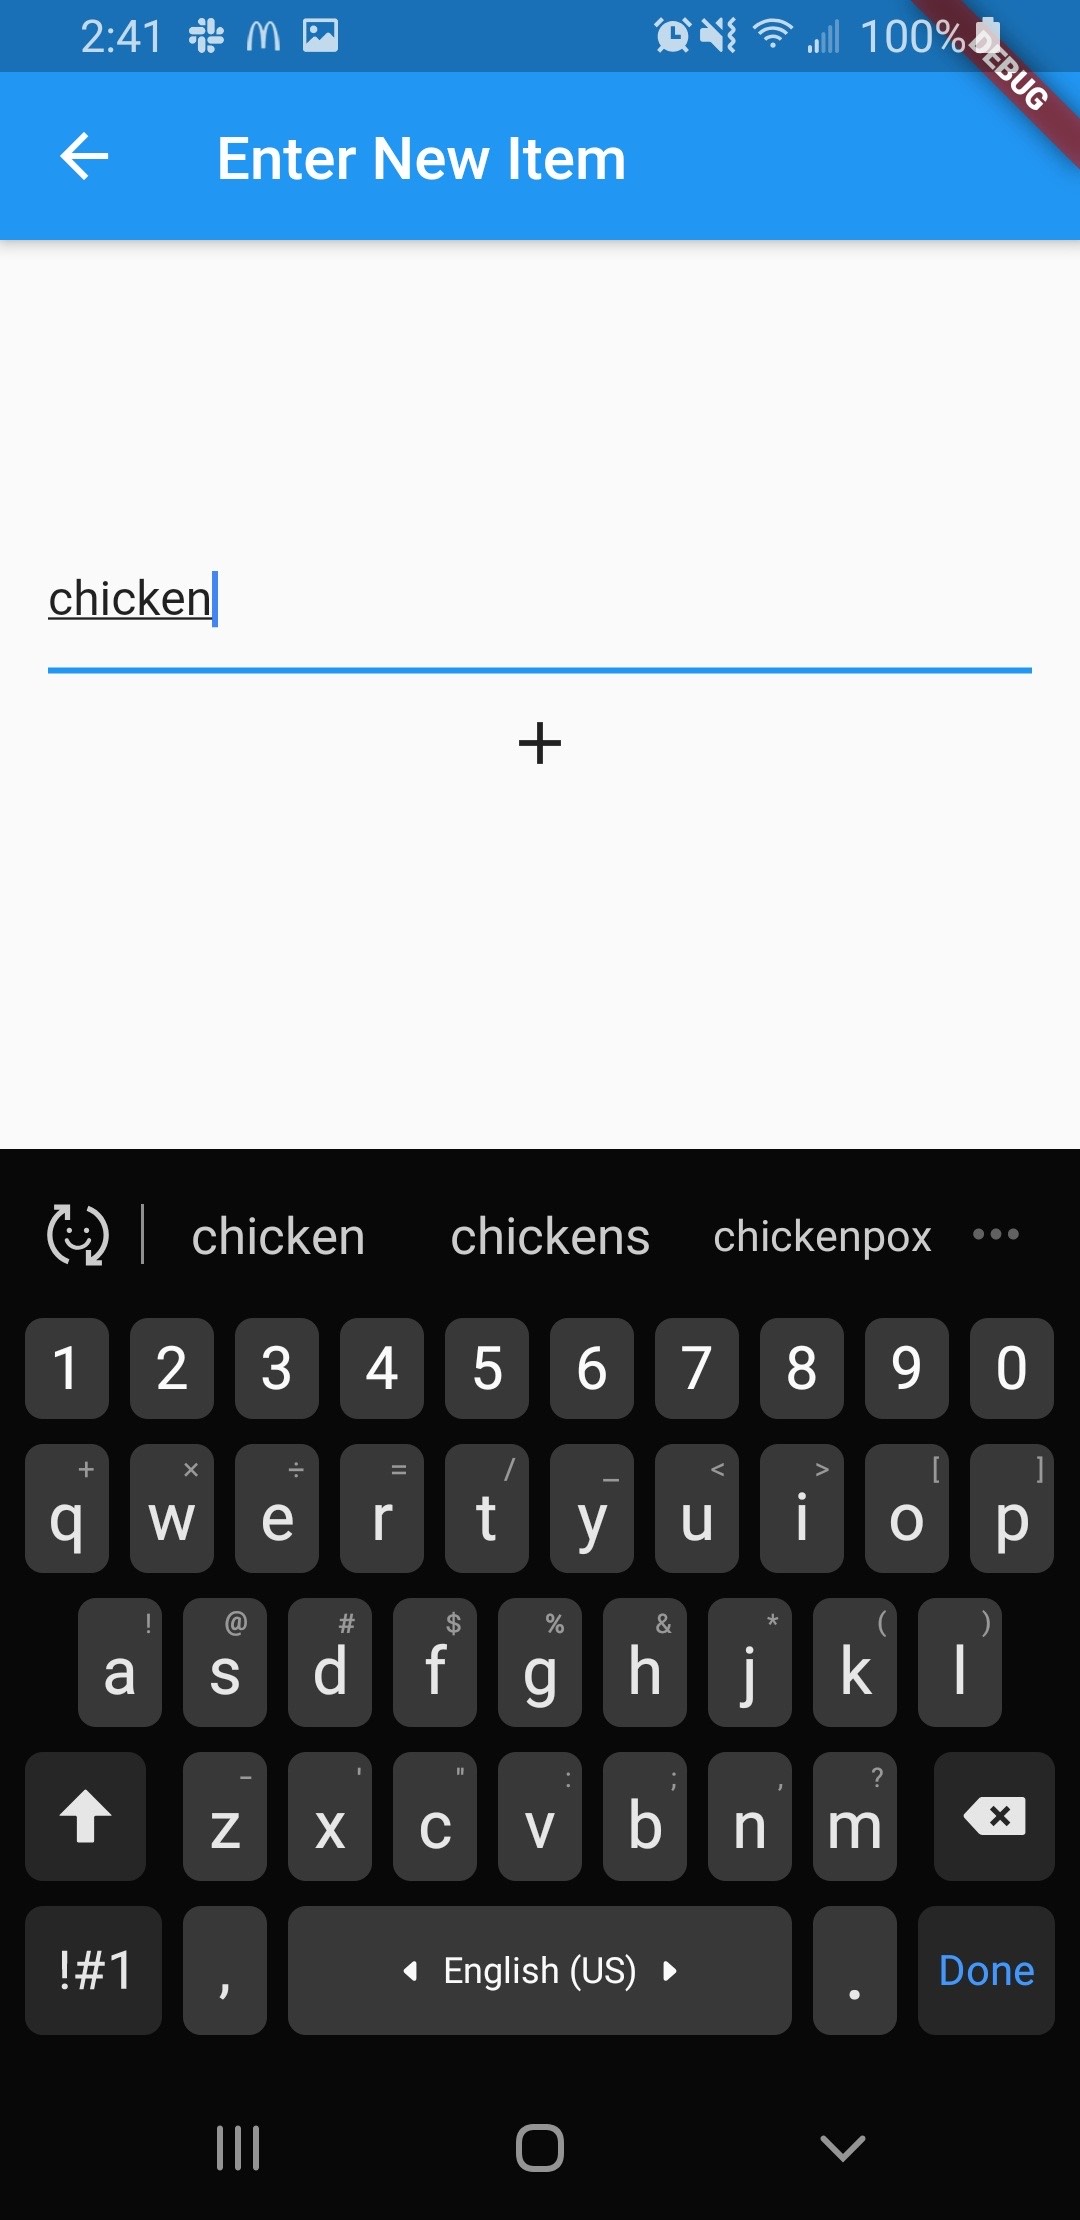 2:41 100%
DEBUG
Enter New Item
chicken
chicken chickens chickenpox •••
1 2 3 4 5 6 7 8 9 0
+ × ÷ = / _ < > [ ]
q w e r t y u i o p
! @ # $ % & * ( )
a s d f g h j k l
- ' " : ; , ?
z x c v b n m
!#1 , English (US) . Done